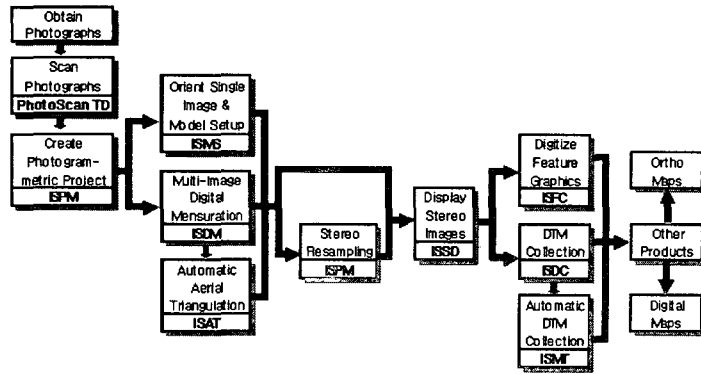 Obtain
Photographs
Scan
Photographs
PhotoScan TD
Create
Photogram-
metric Project
ISPM
Orient Single
Image &
Model Setup
ISMS
Multi-Image
Digital
Mensuration
ISDM
Automatic
Aerial
Triangulation
ISAT
Stereo
Resampling
ISPM
Display
Stereo
Images
ISSD
Digitize
Feature
Graphics
ISFC
DTM
Collection
ISDC
Automatic
DTM
Collection
ISMT
Ortho
Maps
Other
Products
Digital
Maps